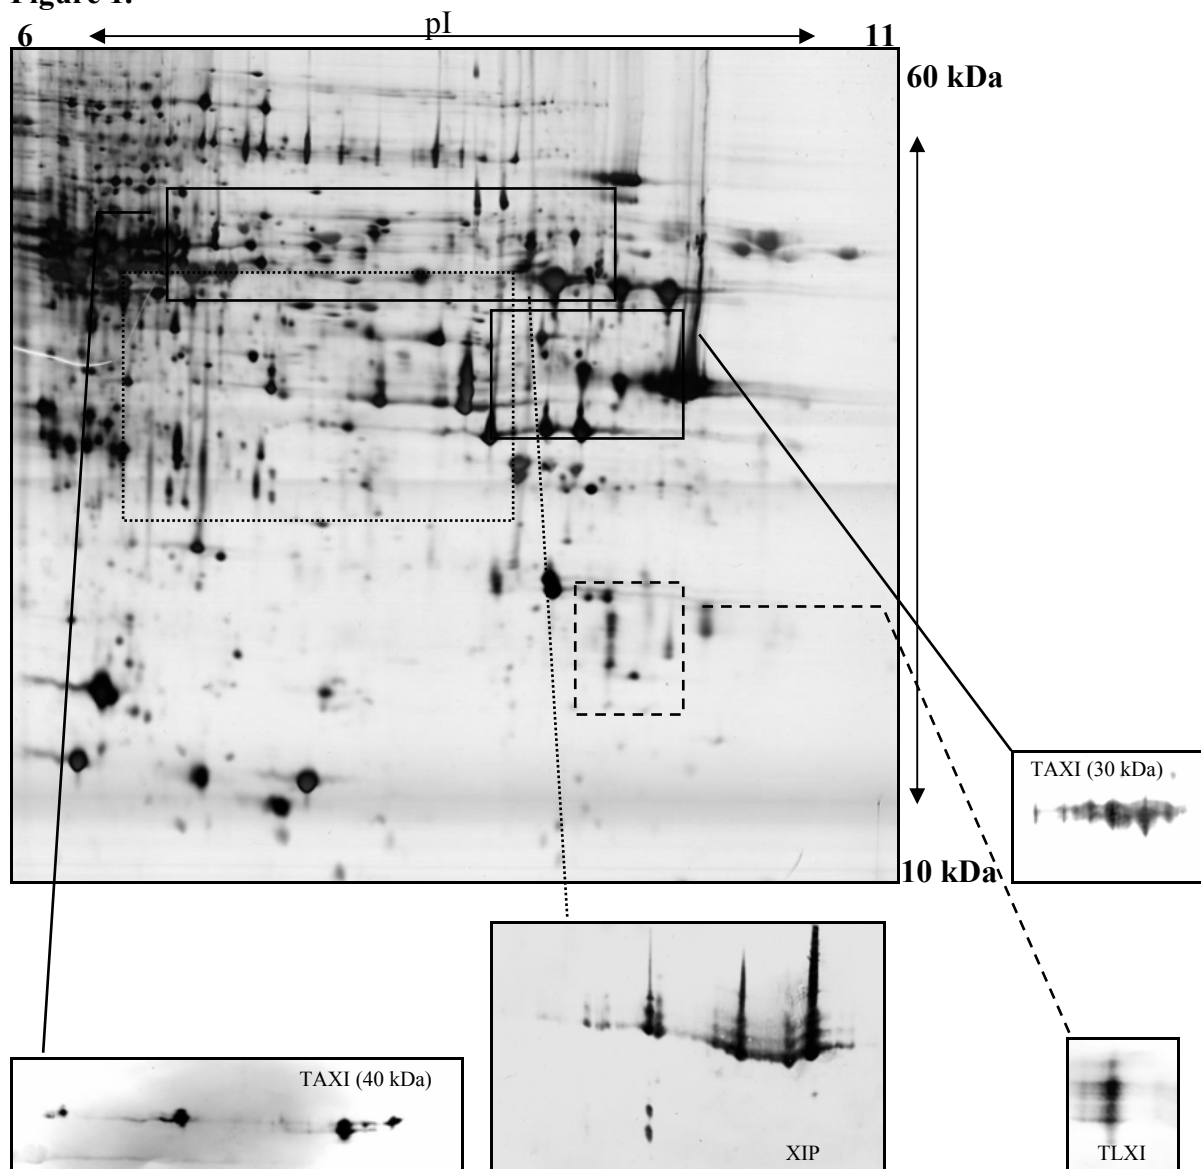 Figure 1.
pI
6 11
60 kDa
TAXI (30 kDa)
10 kDa
TAXI (40 kDa)
XIP
TLXI